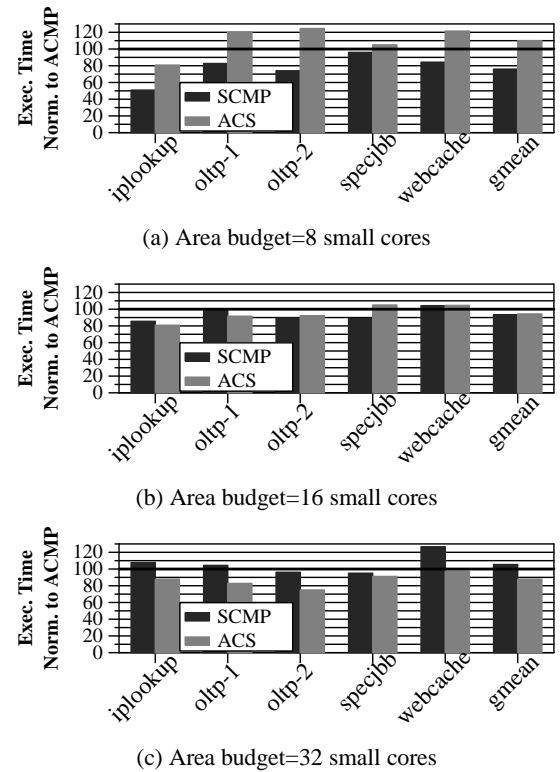 Exec. Time
Norm. to ACMP
120
100
80
60
40
20
0
SCMP
ACS
iplookup
oltp-1
oltp-2
specjbb
webcache
gmean
(a) Area budget=8 small cores
Exec. Time
Norm. to ACMP
120
100
80
60
40
20
0
SCMP
ACS
iplookup
oltp-1
oltp-2
specjbb
webcache
gmean
(b) Area budget=16 small cores
Exec. Time
Norm. to ACMP
120
100
80
60
40
20
0
SCMP
ACS
iplookup
oltp-1
oltp-2
specjbb
webcache
gmean
(c) Area budget=32 small cores